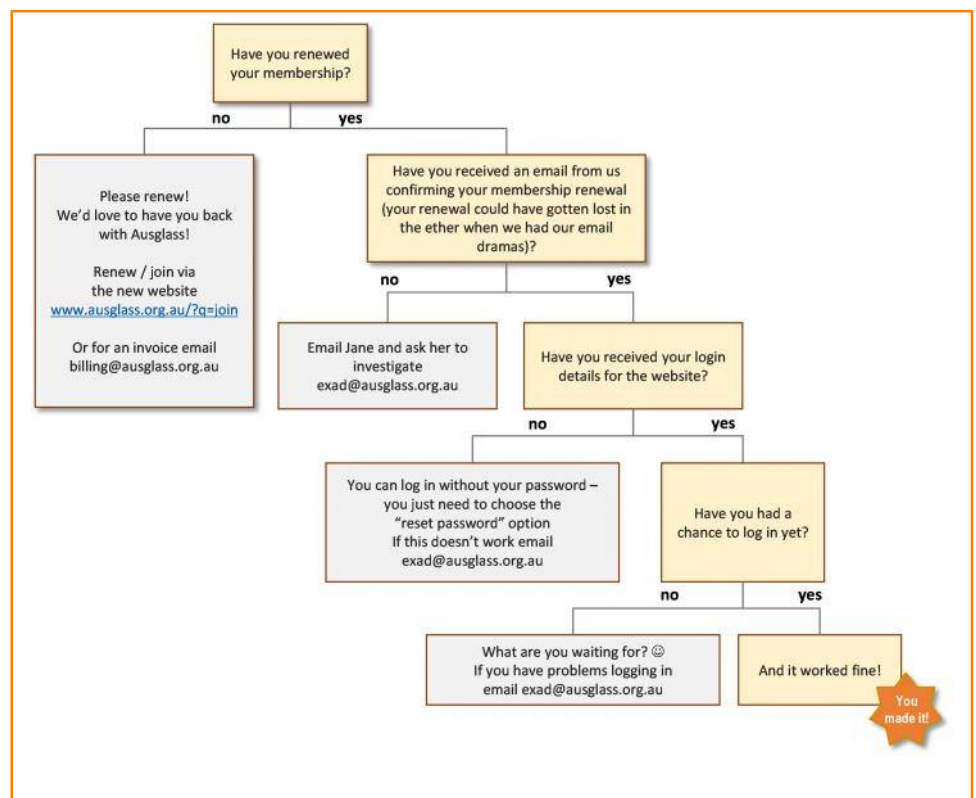 Have you renewed
your membership?
no
yes
Please renew!
We'd love to have you back
with Ausglass!
Renew / join via
the new website
www.ausglass.org.au/?q=join
Or for an invoice email
billing@ausglass.org.au
Have you received an email from us
confirming your membership renewal
(your renewal could have gotten lost in
the ether when we had our email
dramas)?
no
yes
Email Jane and ask her to
investigate
exad@ausglass.org.au
Have you received your login
details for the website?
no
yes
You can log in without your password –
you just need to choose the
“reset password” option
If this doesn't work email
exad@ausglass.org.au
Have you had a
chance to log in yet?
no
yes
What are you waiting for? ☺
If you have problems logging in
email exad@ausglass.org.au
And it worked fine!
You
made it!